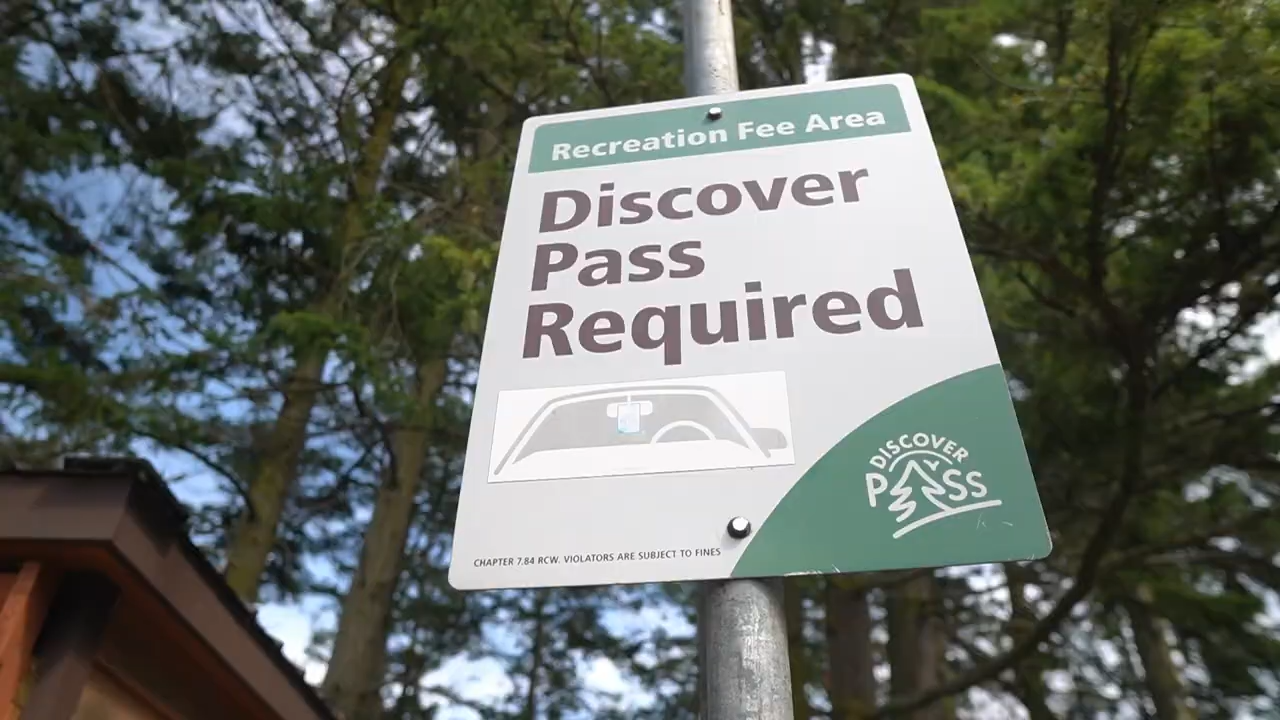 Recreation Fee Area
Discover
Pass
Required
DISCOVER
PASS
CHAPTER 7.84 RCW. VIOLATORS ARE SUBJECT TO FINES